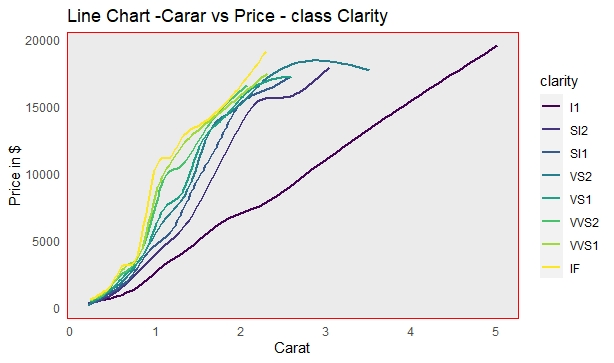 Line Chart -Carar vs Price - class Clarity
20000
15000
10000
5000
0
Price in $
0 1 2 3 4 5
Carat
clarity
I1
SI2
SI1
VS2
VS1
VVS2
VVS1
IF